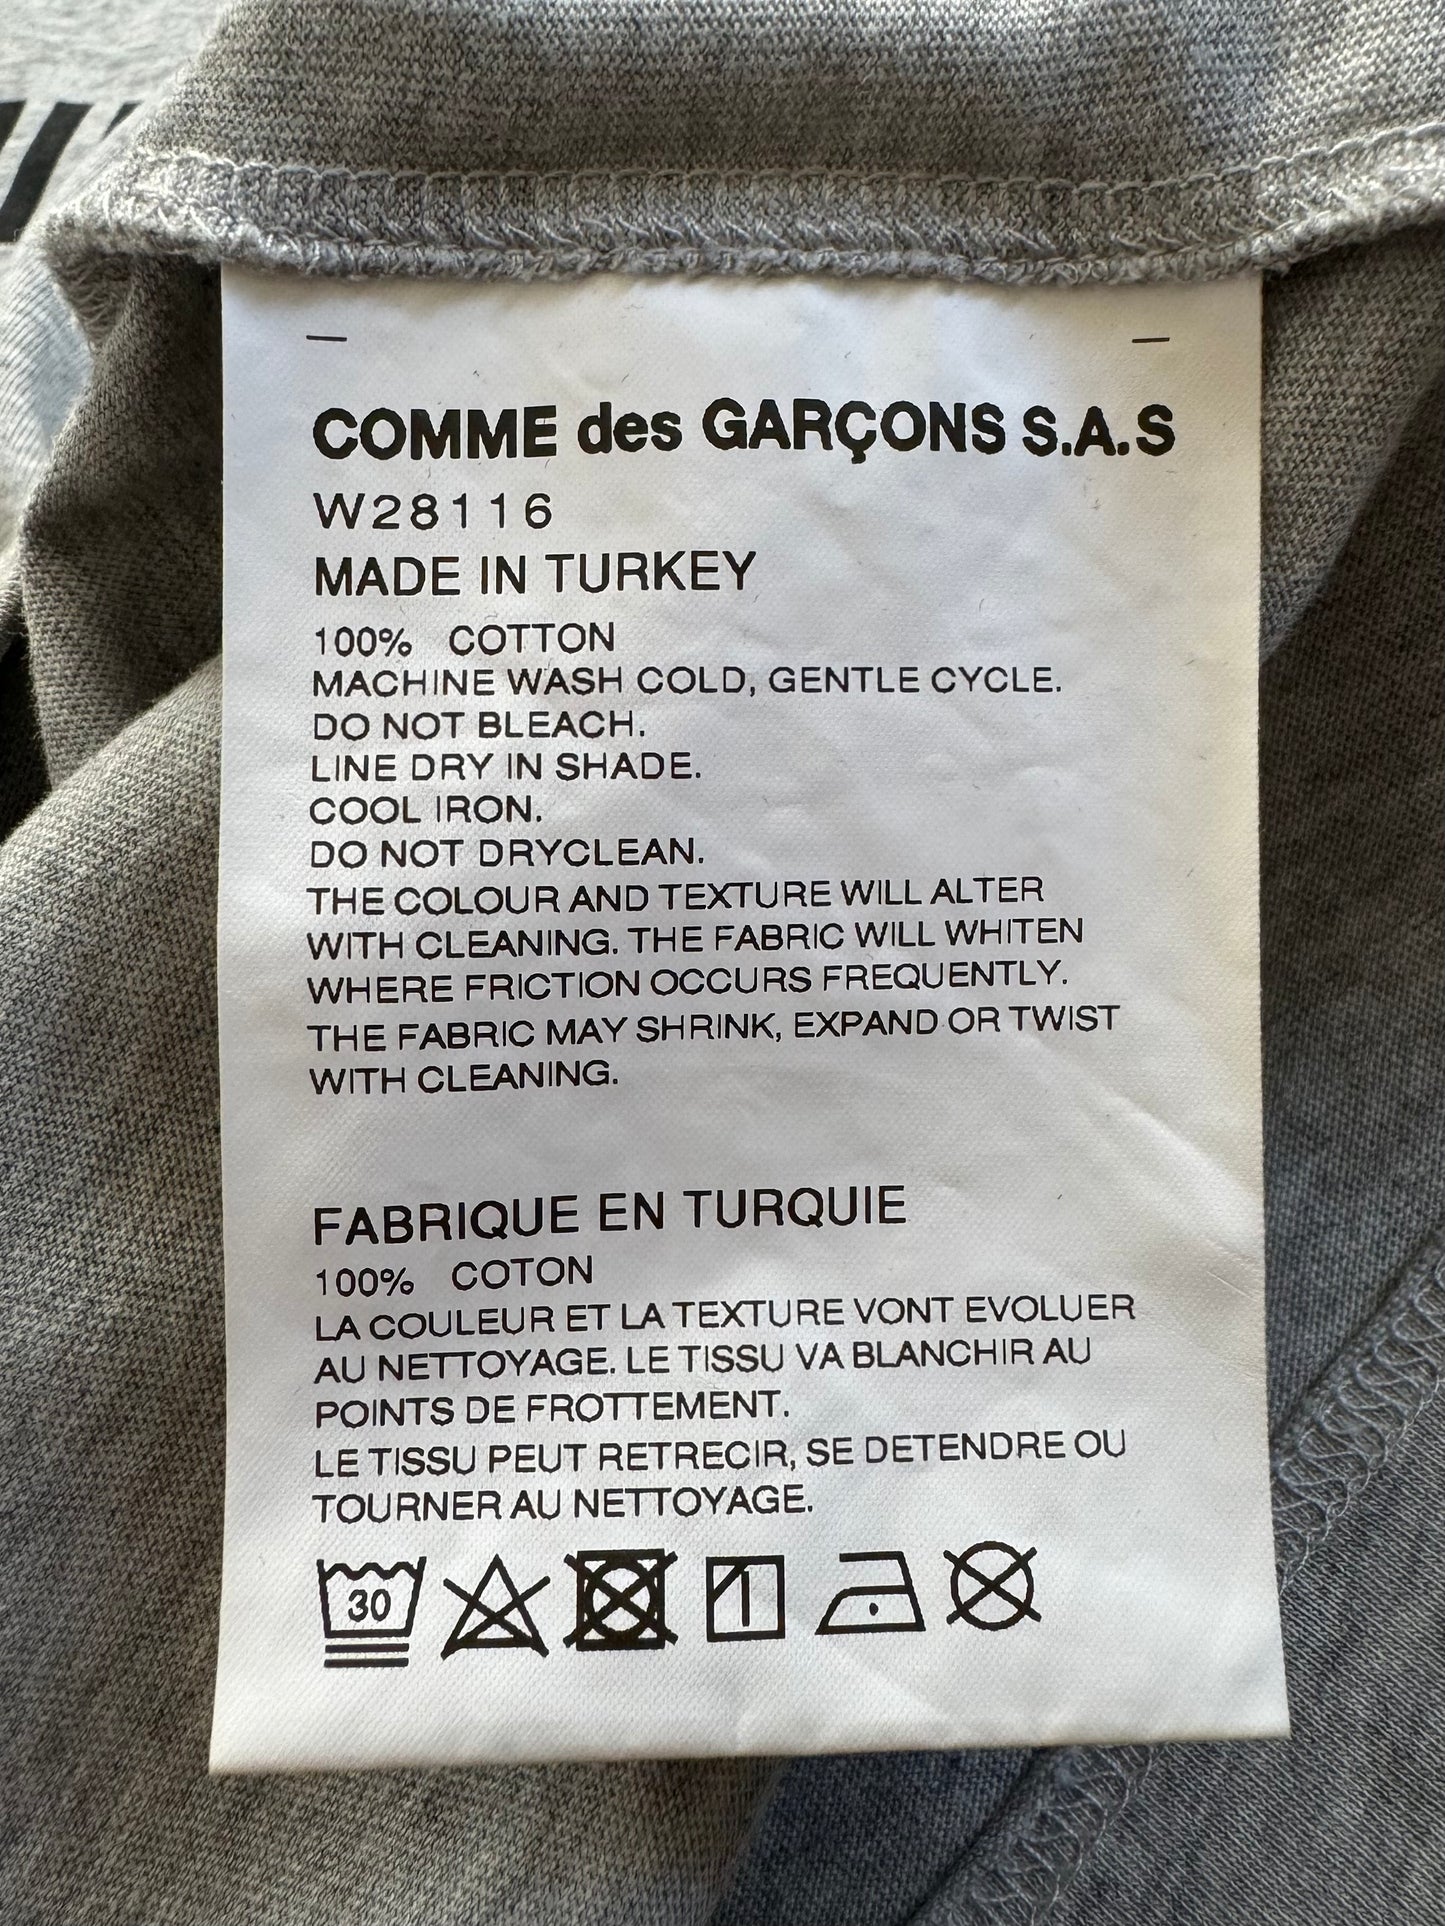 COMME des GARÇONS S.A.S
W28116
MADE IN TURKEY
100% COTTON
MACHINE WASH COLD, GENTLE CYCLE.
DO NOT BLEACH.
LINE DRY IN SHADE.
COOL IRON.
DO NOT DRYCLEAN.
THE COLOUR AND TEXTURE WILL ALTER
WITH CLEANING. THE FABRIC WILL WHITEN
WHERE FRICTION OCCURS FREQUENTLY.
THE FABRIC MAY SHRINK, EXPAND OR TWIST
WITH CLEANING.
FABRIQUE EN TURQUIE
100% COTON
LA COULEUR ET LA TEXTURE VONT EVOLUER
AU NETTOYAGE. LE TISSU VA BLANCHIR AU
POINTS DE FROTTEMENT.
LE TISSU PEUT RETRECIR, SE DETENDRE OU
TOURNER AU NETTOYAGE.
30